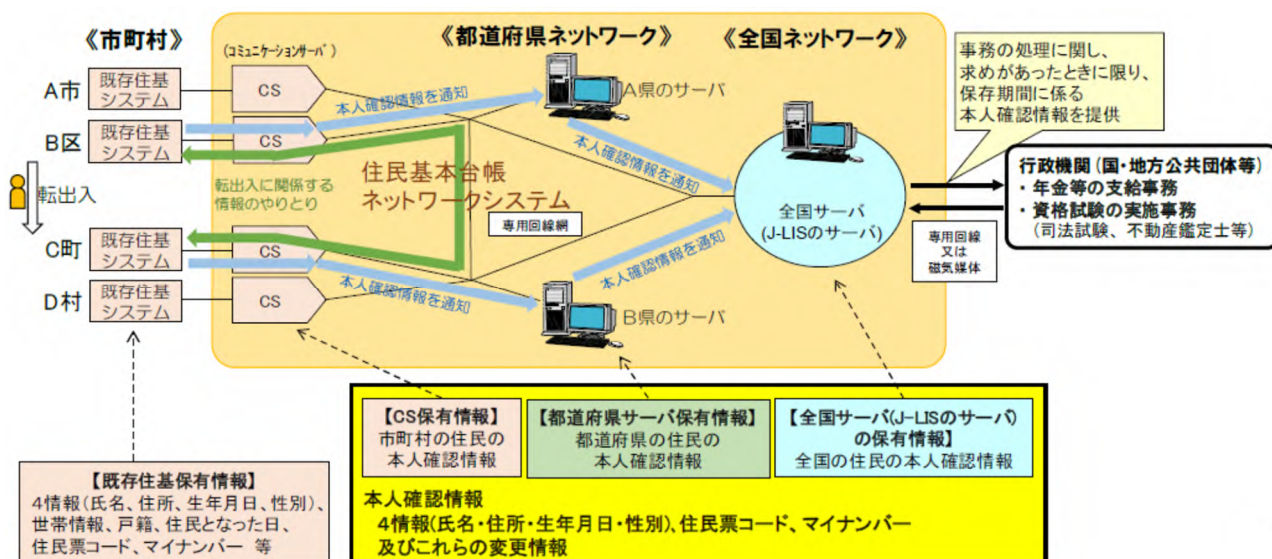 《市町村》
(コミュニケーションサーバ)
《都道府県ネットワーク》
《全国ネットワーク》
事務の処理に関し、
求めがあったときに限り、
保存期間に係る
本人確認情報を提供
A市
既存住基
システム
CS
本人確認情報を通知
A県のサーバ
B区
既存住基
システム
CS
本人確認情報を通知
転出入
転出入に関係する
情報のやりとり
住民基本台帳
ネットワークシステム
専用回線網
全国サーバ
(J-LISのサーバ)
行政機関(国・地方公共団体等)
・年金等の支給事務
・資格試験の実施事務
(司法試験、不動産鑑定士等)
専用回線
又は
磁気媒体
C町
既存住基
システム
CS
本人確認情報を通知
本人確認情報を通知
D村
既存住基
システム
CS
B県のサーバ
【既存住基保有情報】
4情報(氏名、住所、生年月日、性別)、
世帯情報、戸籍、住民となった日、
住民票コード、マイナンバー 等
【CS保有情報】
市町村の住民の
本人確認情報
【都道府県サーバ保有情報】
都道府県の住民の
本人確認情報
【全国サーバ(J-LISのサーバ)
の保有情報】
全国の住民の本人確認情報
本人確認情報
4情報(氏名・住所・生年月日・性別)、住民票コード、マイナンバー
及びこれらの変更情報